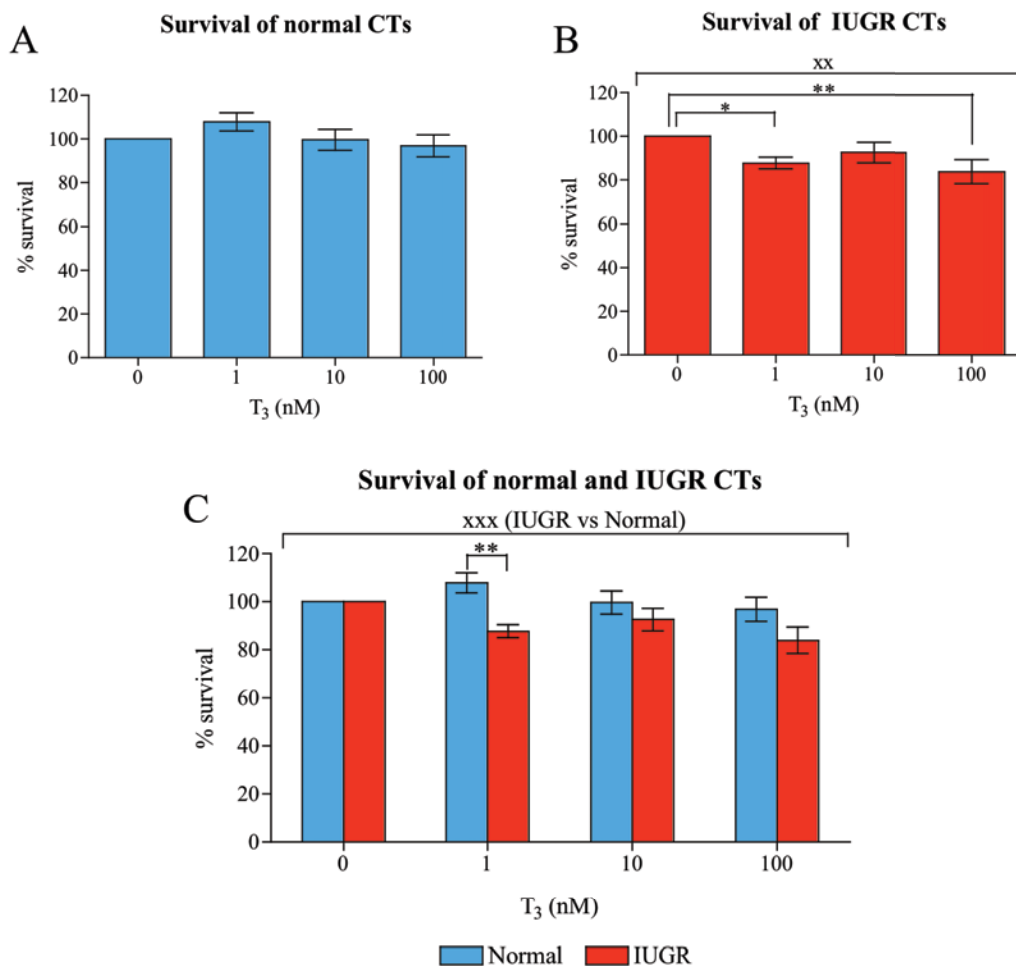 A
Survival of normal CTs
120
100
80
60
40
20
0
% survival
0 1 10 100
T₃ (nM)
B
Survival of IUGR CTs
xx
**
*
120
100
80
60
40
20
0
% survival
0 1 10 100
T₃ (nM)
C
Survival of normal and IUGR CTs
xxx (IUGR vs Normal)
**
120
100
80
60
40
20
0
% survival
0 1 10 100
T₃ (nM)
Normal IUGR